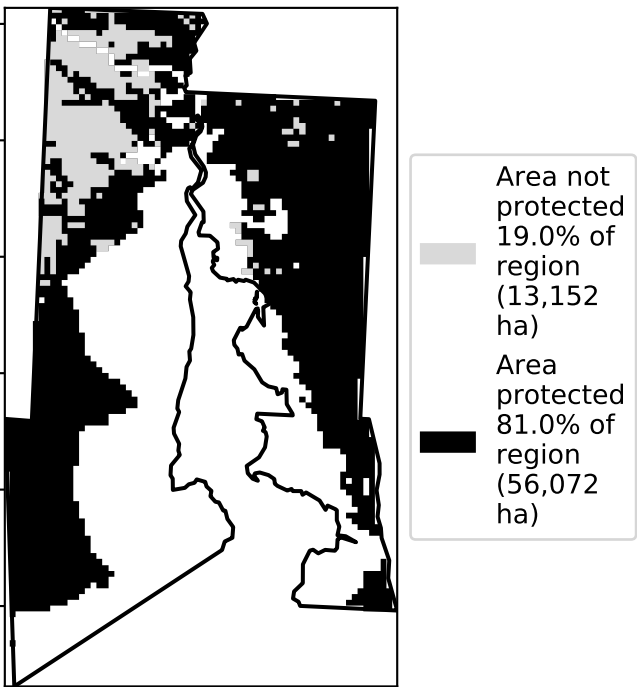 Area not
protected
19.0% of
region
(13,152
ha)
Area
protected
81.0% of
region
(56,072
ha)